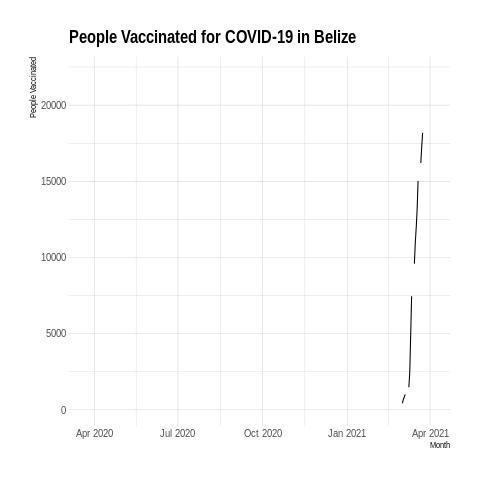 People Vaccinated for COVID-19 in Belize
People Vaccinated
20000
15000
10000
5000
0
Apr 2020 Jul 2020 Oct 2020 Jan 2021 Apr 2021
Month